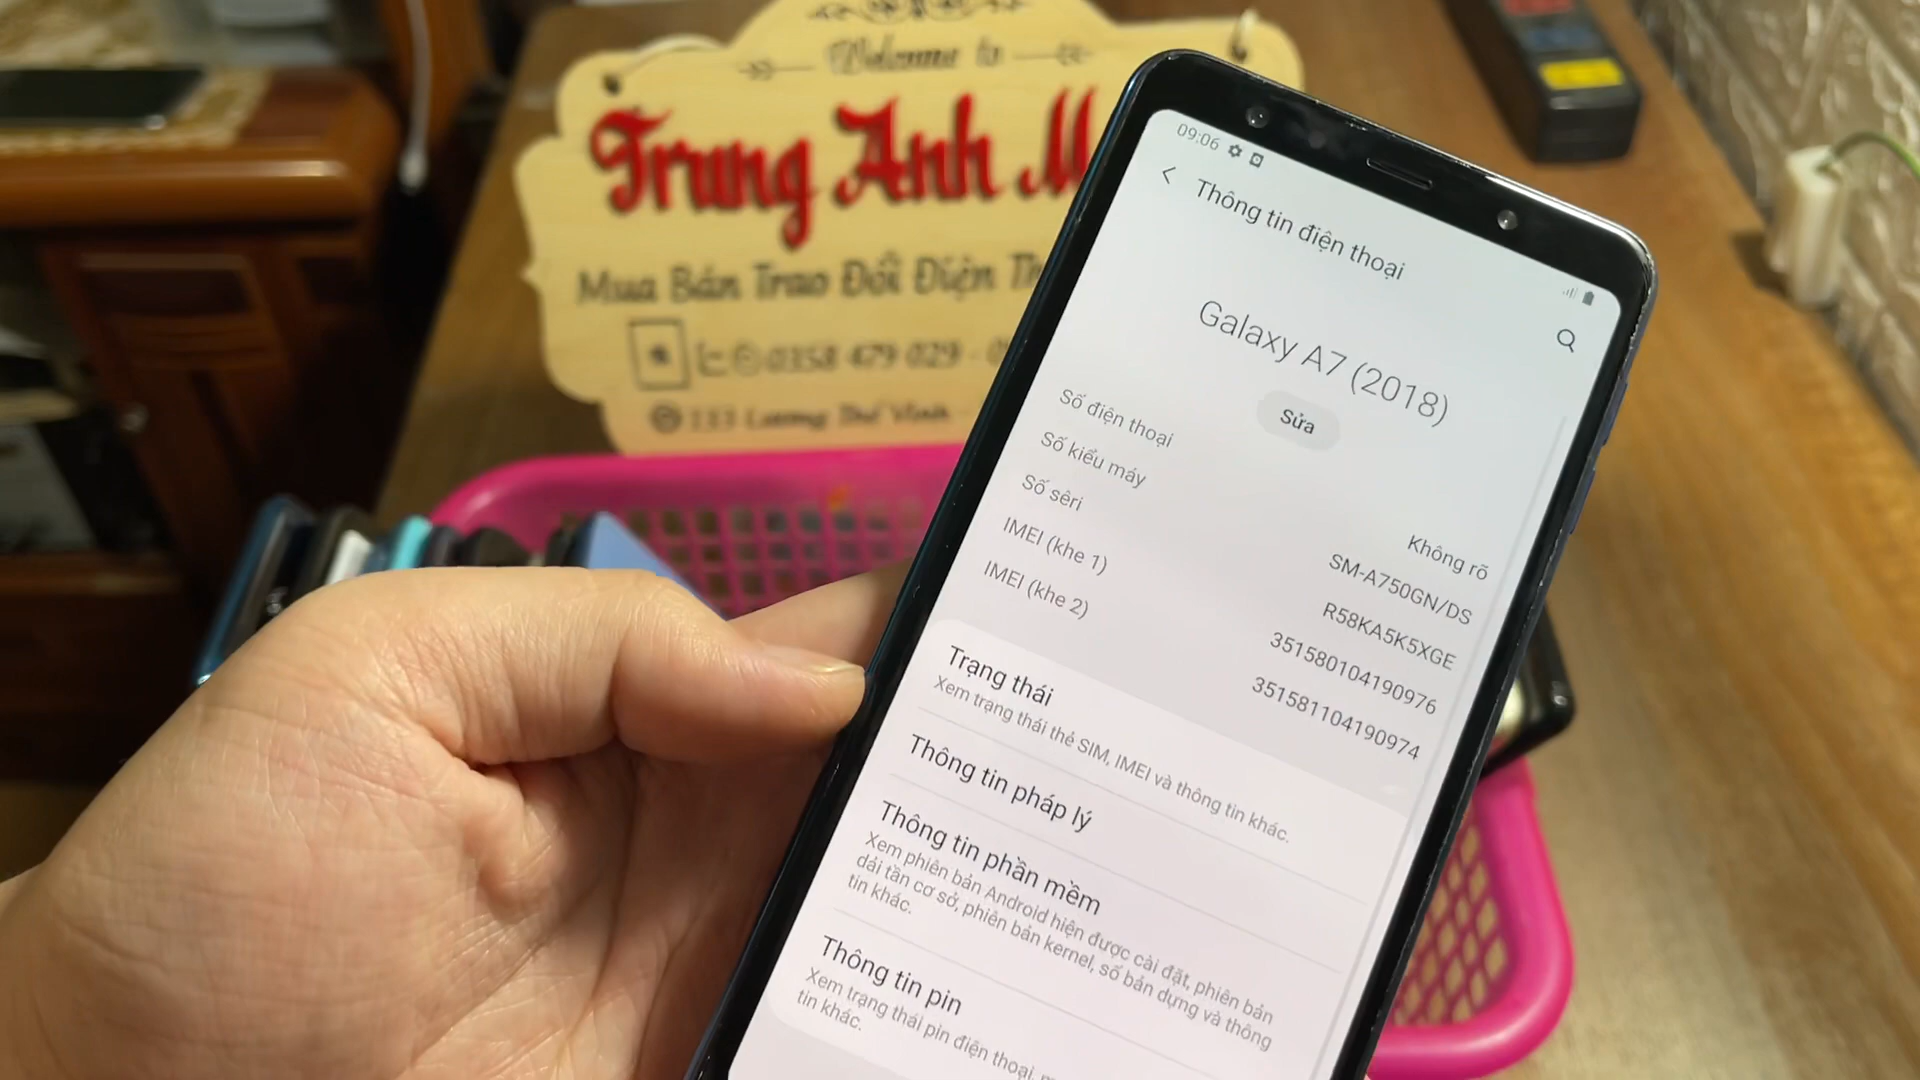 Welcome to
Trung Anh M
Mua Bán Trao Đổi Điện Th
0358 479 029 - 0
133 Lương Thế Vinh -
09:06
Thông tin điện thoại
Galaxy A7 (2018)
Sửa
Số điện thoại
Không rõ
Số kiểu máy
SM-A750GN/DS
Số sêri
R58KA5K5XGE
IMEI (khe 1)
351580104190976
IMEI (khe 2)
351581104190974
Trạng thái
Xem trạng thái thẻ SIM, IMEI và thông tin khác.
Thông tin pháp lý
Thông tin phần mềm
Xem phiên bản Android hiện được cài đặt, phiên bản
dải tần cơ sở, phiên bản kernel, số bản dựng và thông
tin khác.
Thông tin pin
Xem trạng thái pin điện thoại,
tin khác.